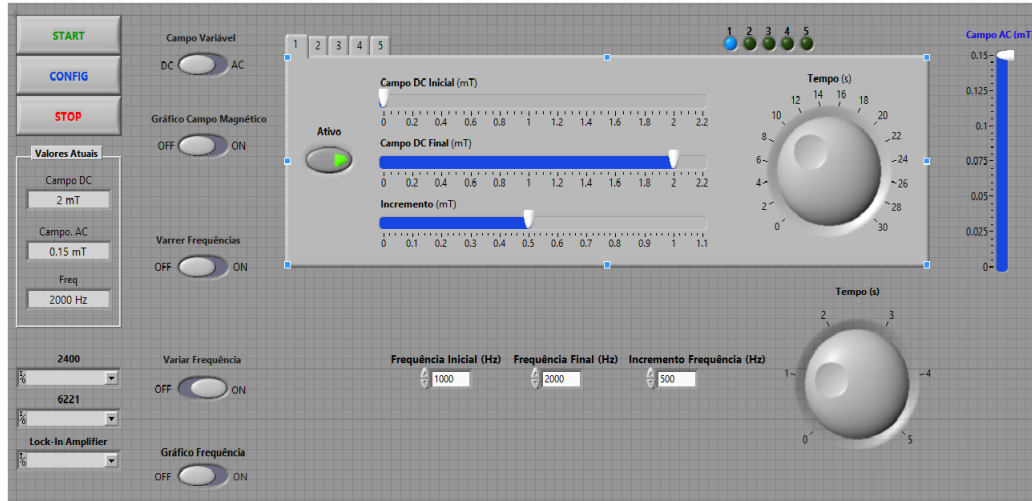 START
CONFIG
STOP
Valores Atuais
Campo DC
2 mT
Campo. AC
0.15 mT
Freq
2000 Hz
2400
6221
Lock-In Amplifier
Campo Variável
DC AC
Gráfico Campo Magnético
OFF ON
Varrer Frequências
OFF ON
Variar Frequência
OFF ON
Gráfico Frequência
OFF ON
1 2 3 4 5
1 2 3 4 5
Ativo
Campo DC Inicial (mT)
0 0.2 0.4 0.6 0.8 1 1.2 1.4 1.6 1.8 2 2.2
Campo DC Final (mT)
0 0.2 0.4 0.6 0.8 1 1.2 1.4 1.6 1.8 2 2.2
Incremento (mT)
0 0.1 0.2 0.3 0.4 0.5 0.6 0.7 0.8 0.9 1 1.1
Tempo (s)
0 2 4 6 8 10 12 14 16 18 20 22 24 26 28 30
Campo AC (mT)
0.15
0.125
0.1
0.075
0.05
0.025
0
Frequência Inicial (Hz) Frequência Final (Hz) Incremento Frequência (Hz)
1000 2000 500
Tempo (s)
0 1 2 3 4 5